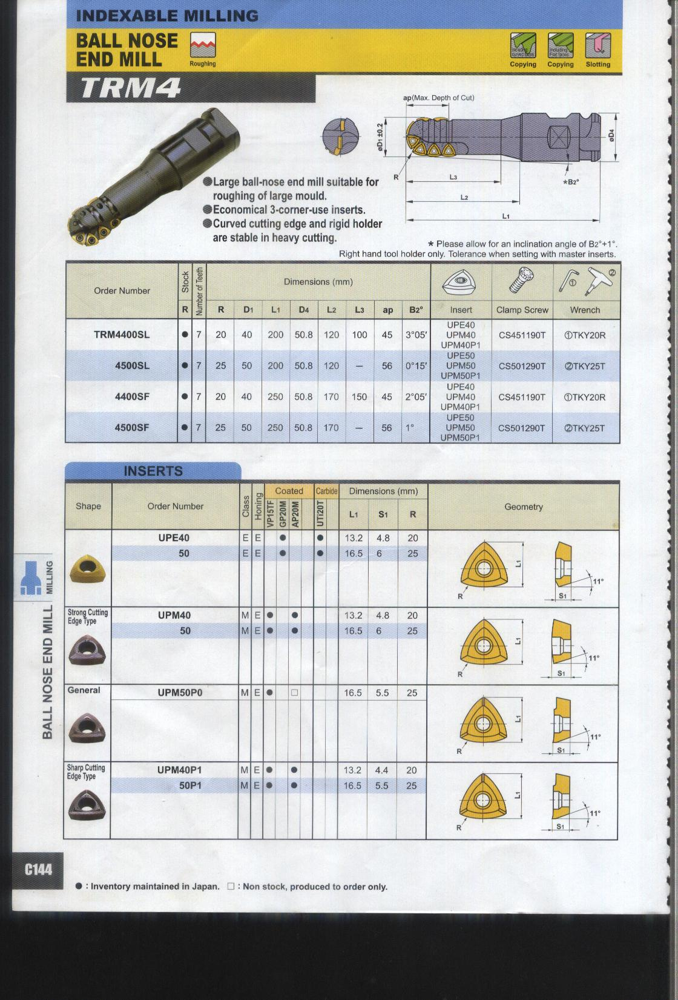 INDEXABLE MILLING
BALL NOSE
END MILL
Roughing
Including curved faces
Copying
Including Flat faces
Copying
Slotting
TRM4
ap(Max. Depth of Cut)
øD1 ±0.2
øD4
R
L3
*B2°
L2
L1
●Large ball-nose end mill suitable for
roughing of large mould.
●Economical 3-corner-use inserts.
●Curved cutting edge and rigid holder
are stable in heavy cutting.
* Please allow for an inclination angle of B2°+1°.
Right hand tool holder only. Tolerance when setting with master inserts.
Order Number Stock Number of Teeth Dimensions (mm) ① ②
R R D1 L1 D4 L2 L3 ap B2° Insert Clamp Screw Wrench
TRM4400SL ● 7 20 40 200 50.8 120 100 45 3°05′ UPE40 UPM40 UPM40P1 CS451190T ①TKY20R
4500SL ● 7 25 50 200 50.8 120 — 56 0°15′ UPE50 UPM50 UPM50P1 CS501290T ②TKY25T
4400SF ● 7 20 40 250 50.8 170 150 45 2°05′ UPE40 UPM40 UPM40P1 CS451190T ①TKY20R
4500SF ● 7 25 50 250 50.8 170 — 56 1° UPE50 UPM50 UPM50P1 CS501290T ②TKY25T
INSERTS
Shape Order Number Class Honing Coated Carbide Dimensions (mm) Geometry
VP15TF GP20M AP20M UTi20T L1 S1 R
UPE40 E E ● ● 13.2 4.8 20
50 E E ● ● 16.5 6 25
L1
R
S1
11°
Strong Cutting
Edge Type
UPM40 M E ● ● 13.2 4.8 20
50 M E ● ● 16.5 6 25
L1
R
S1
11°
General
UPM50P0 M E ● □ 16.5 5.5 25
L1
R
S1
11°
Sharp Cutting
Edge Type
UPM40P1 M E ● ● 13.2 4.4 20
50P1 M E ● ● 16.5 5.5 25
L1
R
S1
11°
MILLING
BALL NOSE END MILL
C144
● : Inventory maintained in Japan. □ : Non stock, produced to order only.